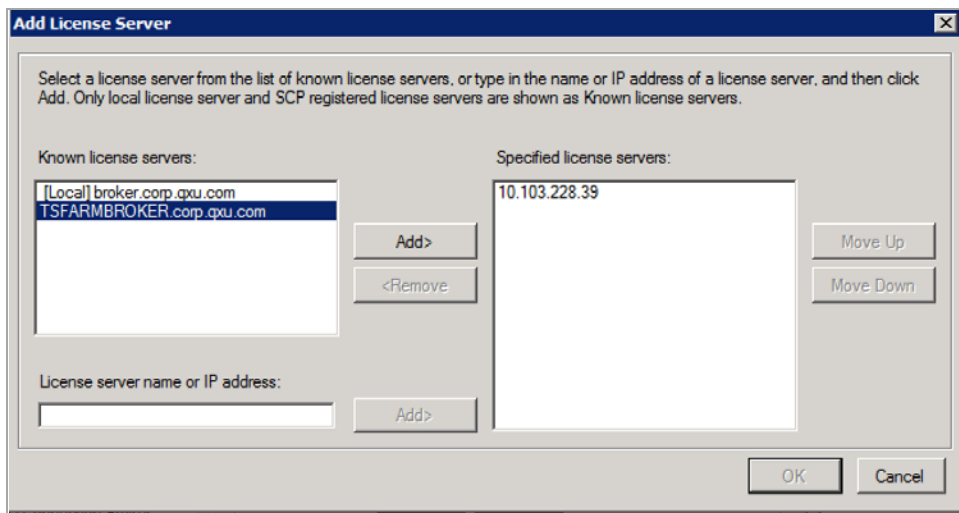 Add License Server
Select a license server from the list of known license servers, or type in the name or IP address of a license server, and then click
Add. Only local license server and SCP registered license servers are shown as Known license servers.
Known license servers:
Specified license servers:
[Local] broker.corp.qxu.com
TSFARMBROKER.corp.qxu.com
10.103.228.39
Add>
<Remove
Move Up
Move Down
License server name or IP address:
Add>
OK
Cancel